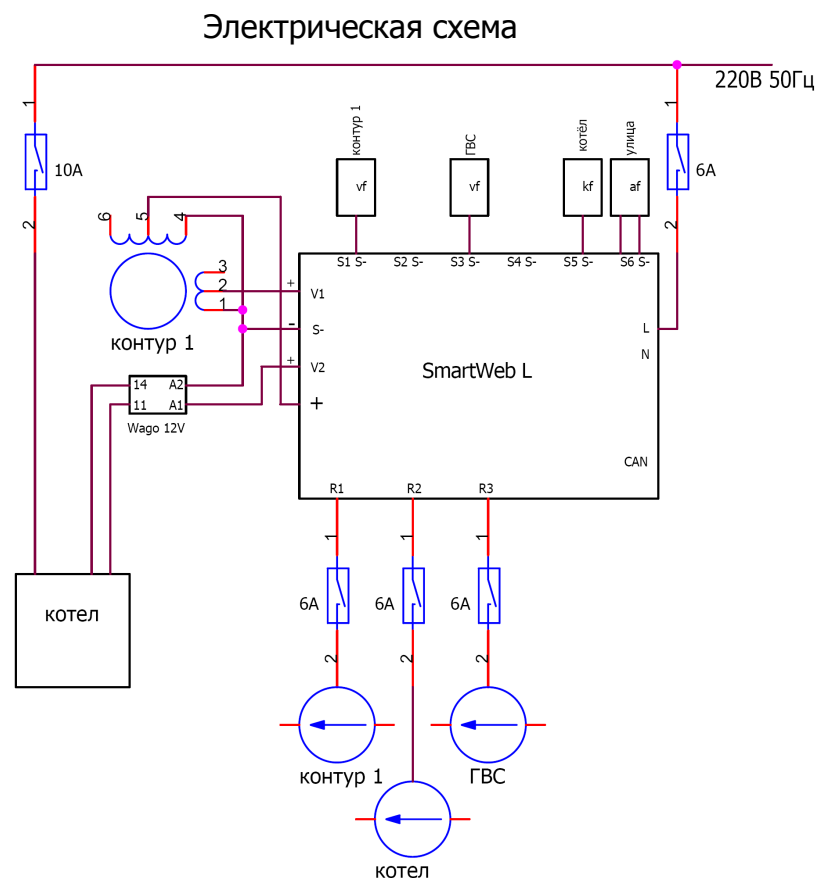 Электрическая схема
220В 50Гц
1
1
10А
6А
2
2
контур 1
ГВС
котёл
улица
vf
vf
kf
af
6
5
4
3
2
1
контур 1
S1 S-
S2 S-
S3 S-
S4 S-
S5 S-
S6 S-
+
V1
-
S-
+
V2
+
L
N
SmartWeb L
CAN
14
A2
11
A1
Wago 12V
R1
R2
R3
1
1
1
6А
6А
6А
2
2
2
котел
контур 1
ГВС
котел